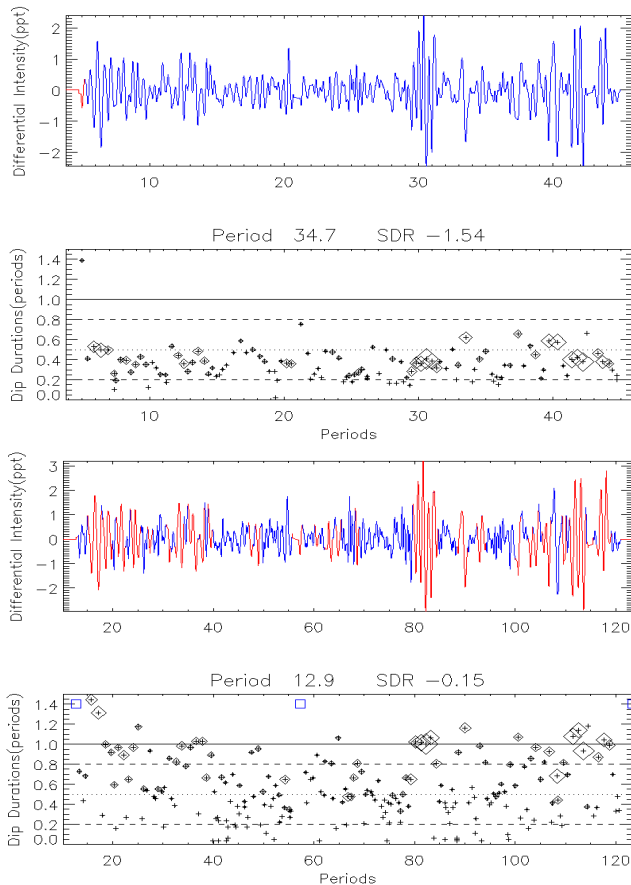 Differential Intensity(ppt)
2
1
0
−1
−2
10 20 30 40
Period 34.7 SDR −1.54
Dip Durations(periods)
1.4
1.2
1.0
0.8
0.6
0.4
0.2
0.0
10 20 30 40
Periods
Differential Intensity(ppt)
3
2
1
0
−1
−2
20 40 60 80 100 120
Period 12.9 SDR −0.15
Dip Durations(periods)
1.4
1.2
1.0
0.8
0.6
0.4
0.2
0.0
20 40 60 80 100 120
Periods